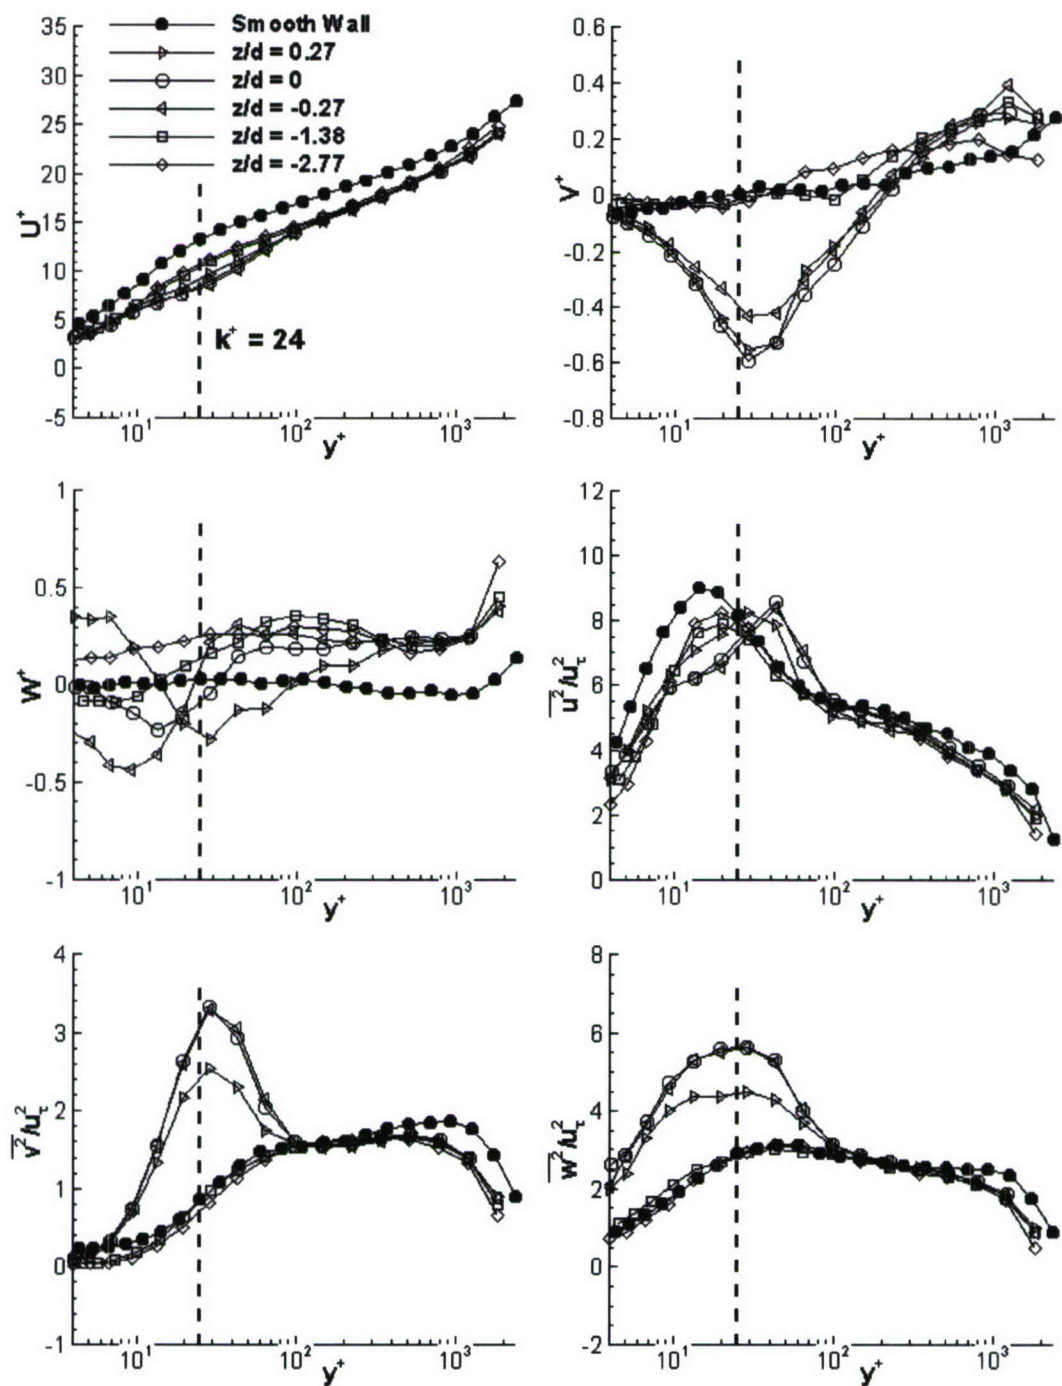 Smooth Wall
z/d = 0.27
z/d = 0
z/d = -0.27
z/d = -1.38
z/d = -2.77
35
30
25
20
15
10
5
0
-5
U⁺
k⁺ = 24
10¹ 10² 10³
y⁺
0.6
0.4
0.2
0
-0.2
-0.4
-0.6
-0.8
V⁺
10¹ 10² 10³
y⁺
1
0.5
0
-0.5
-1
W⁺
10¹ 10² 10³
y⁺
12
10
8
6
4
2
0
u²/u²τ
10¹ 10² 10³
y⁺
4
3
2
1
0
-1
v²/u²τ
10¹ 10² 10³
y⁺
8
6
4
2
0
-2
w²/u²τ
10¹ 10² 10³
y⁺